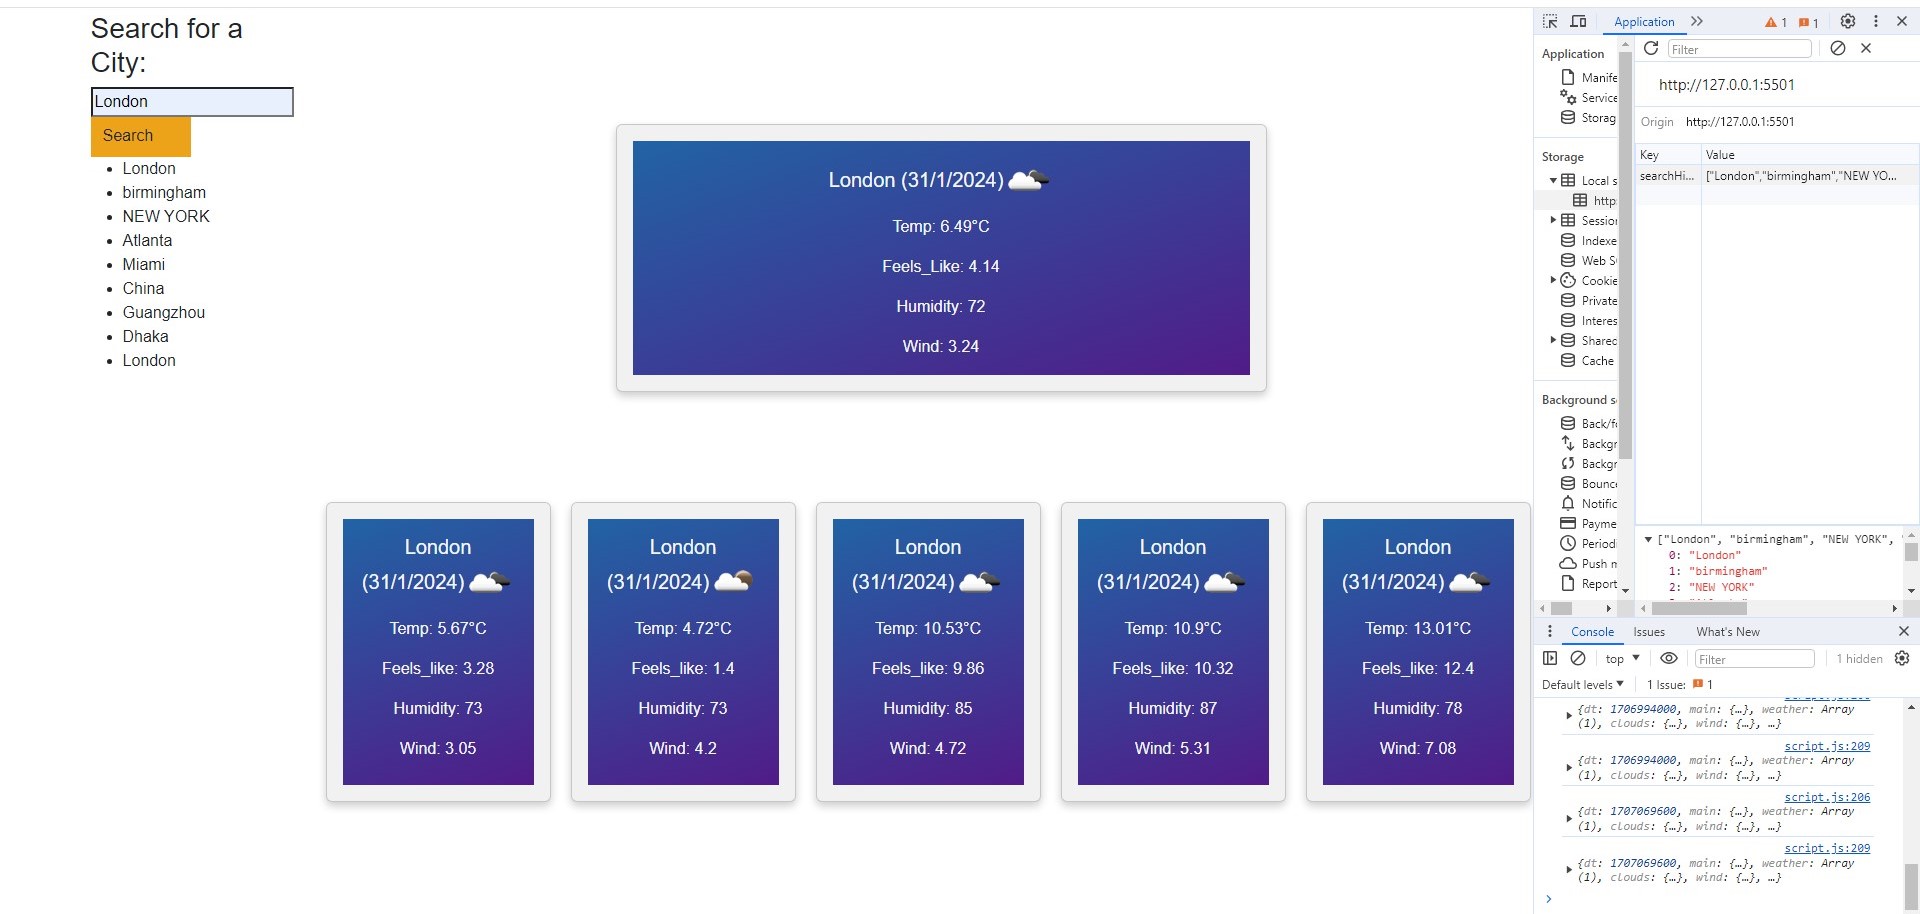 Search for a
City:
London
Search
London
birmingham
NEW YORK
Atlanta
Miami
China
Guangzhou
Dhaka
London
London (31/1/2024)
Temp: 6.49°C
Feels_Like: 4.14
Humidity: 72
Wind: 3.24
London
(31/1/2024)
Temp: 5.67°C
Feels_like: 3.28
Humidity: 73
Wind: 3.05
London
(31/1/2024)
Temp: 4.72°C
Feels_like: 1.4
Humidity: 73
Wind: 4.2
London
(31/1/2024)
Temp: 10.53°C
Feels_like: 9.86
Humidity: 85
Wind: 4.72
London
(31/1/2024)
Temp: 10.9°C
Feels_like: 10.32
Humidity: 87
Wind: 5.31
London
(31/1/2024)
Temp: 13.01°C
Feels_like: 12.4
Humidity: 78
Wind: 7.08
Application 1 1
Application
Manife
Service
Storag
Storage
Local s
http:
Sessior
Indexe
Web S
Cookie
Private
Interes
Shared
Cache
Background s
Back/fo
Backgr
Backgr
Bounce
Notific
Payme
Periodi
Push m
Report
Filter
http://127.0.0.1:5501
Origin http://127.0.0.1:5501
Key Value
searchHi... ["London","birmingham","NEW YO...
["London", "birmingham", "NEW YORK",
0: "London"
1: "birmingham"
2: "NEW YORK"
Console Issues What's New
top Filter 1 hidden
Default levels 1 Issue: 1
{dt: 1706994000, main: {…}, weather: Array
(1), clouds: {…}, wind: {…}, …}
script.js:209
{dt: 1706994000, main: {…}, weather: Array
(1), clouds: {…}, wind: {…}, …}
script.js:206
{dt: 1707069600, main: {…}, weather: Array
(1), clouds: {…}, wind: {…}, …}
script.js:209
{dt: 1707069600, main: {…}, weather: Array
(1), clouds: {…}, wind: {…}, …}